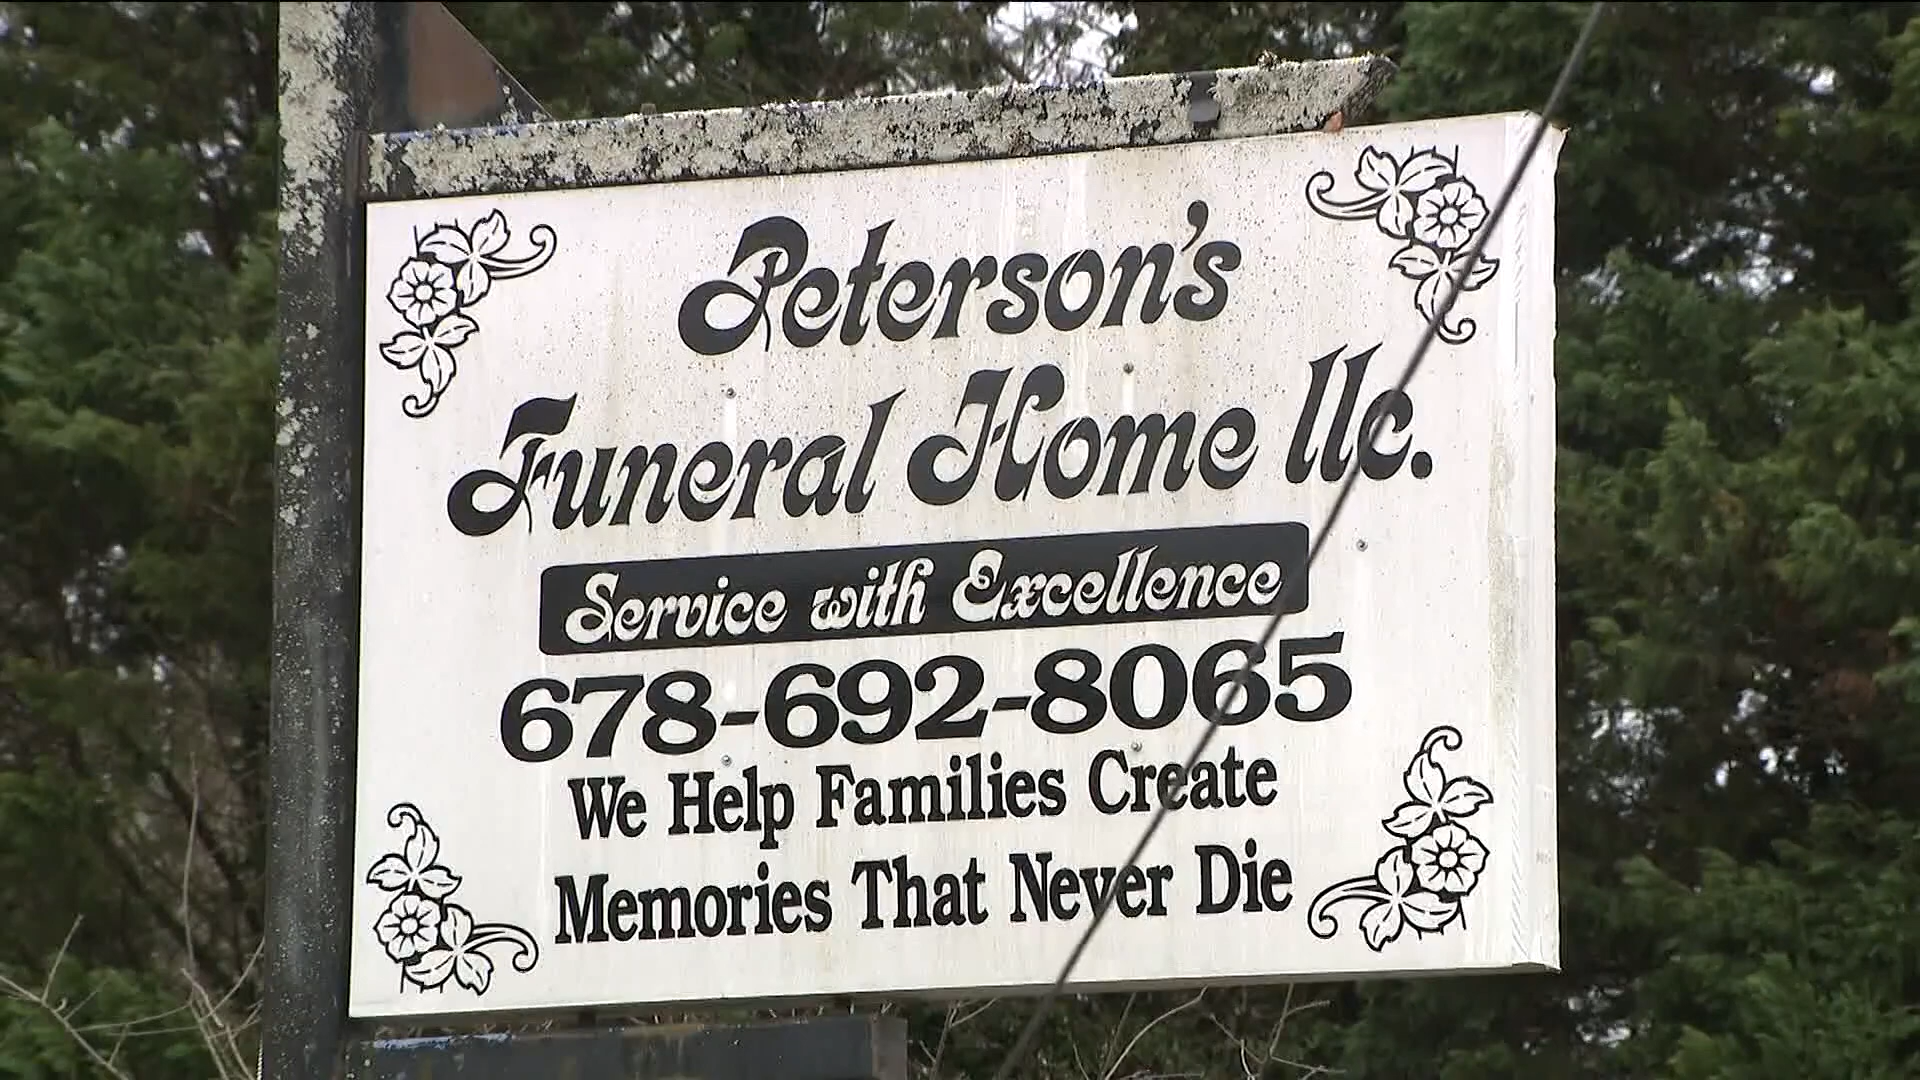 Peterson's
Funeral Home llc.
Service with Excellence
678-692-8065
We Help Families Create
Memories That Never Die